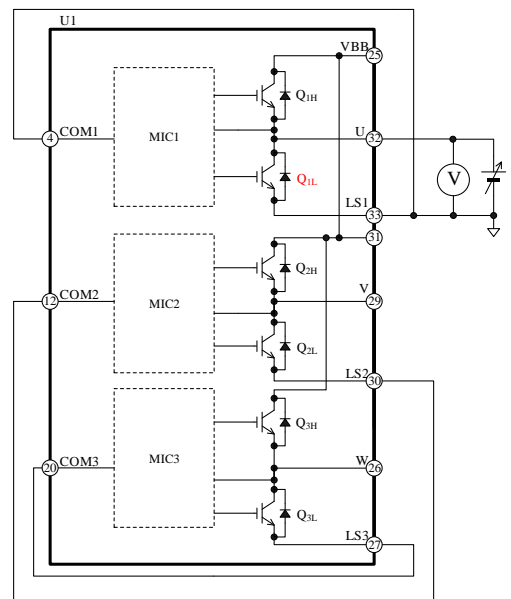 U1
VBB
25
Q1H
4
COM1
MIC1
U
32
V
Q1L
LS1
33
31
Q2H
12
COM2
MIC2
V
29
Q2L
LS2
30
Q3H
20
COM3
MIC3
W
26
Q3L
LS3
27